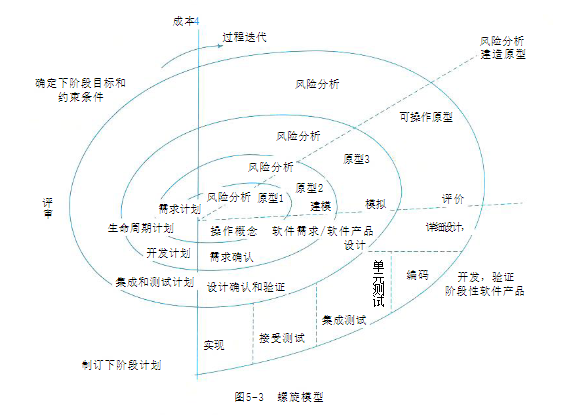 成本
过程迭代
风险分析
建造原型
确定下阶段目标和
约束条件
风险分析
可操作原型
风险分析
原型3
风险分析
原型2
风险分析
原型1
建模
模拟
评价
评
审
需求计划
生命周期计划
操作概念
软件需求/软件产品
设计
详细设计,
开发计划
需求确认
集成和测试计划
设计确认和验证
单元测试
编码
开发, 验证
阶段性软件产品
集成测试
接受测试
实现
制订下阶段计划
图5-3 螺旋模型